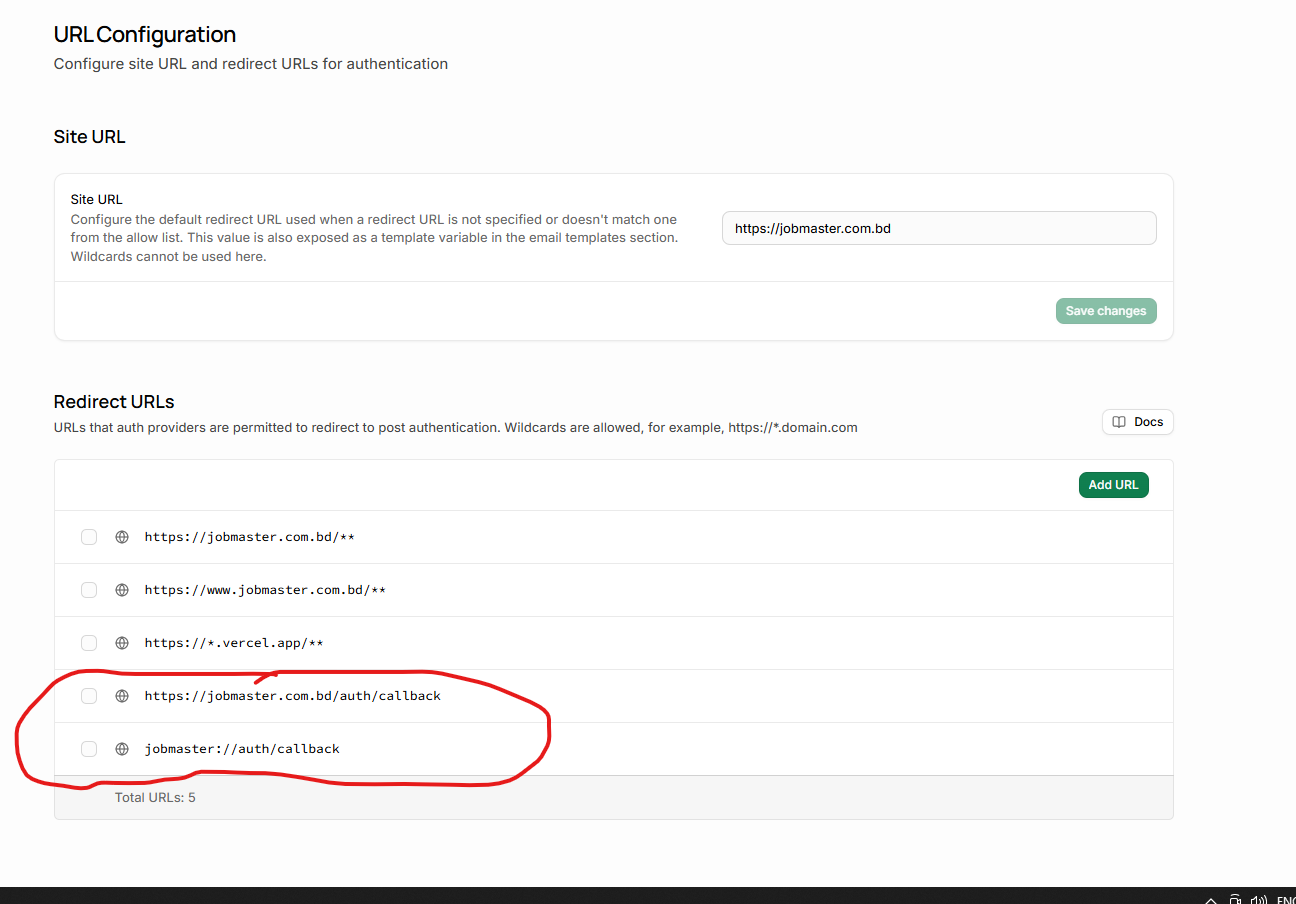 URL Configuration
Configure site URL and redirect URLs for authentication
Site URL
Site URL
Configure the default redirect URL used when a redirect URL is not specified or doesn't match one
from the allow list. This value is also exposed as a template variable in the email templates section.
Wildcards cannot be used here.
https://jobmaster.com.bd
Save changes
Redirect URLs
URLs that auth providers are permitted to redirect to post authentication. Wildcards are allowed, for example, https://*.domain.com
Docs
Add URL
https://jobmaster.com.bd/**
https://www.jobmaster.com.bd/**
https://*.vercel.app/**
https://jobmaster.com.bd/auth/callback
jobmaster://auth/callback
Total URLs: 5